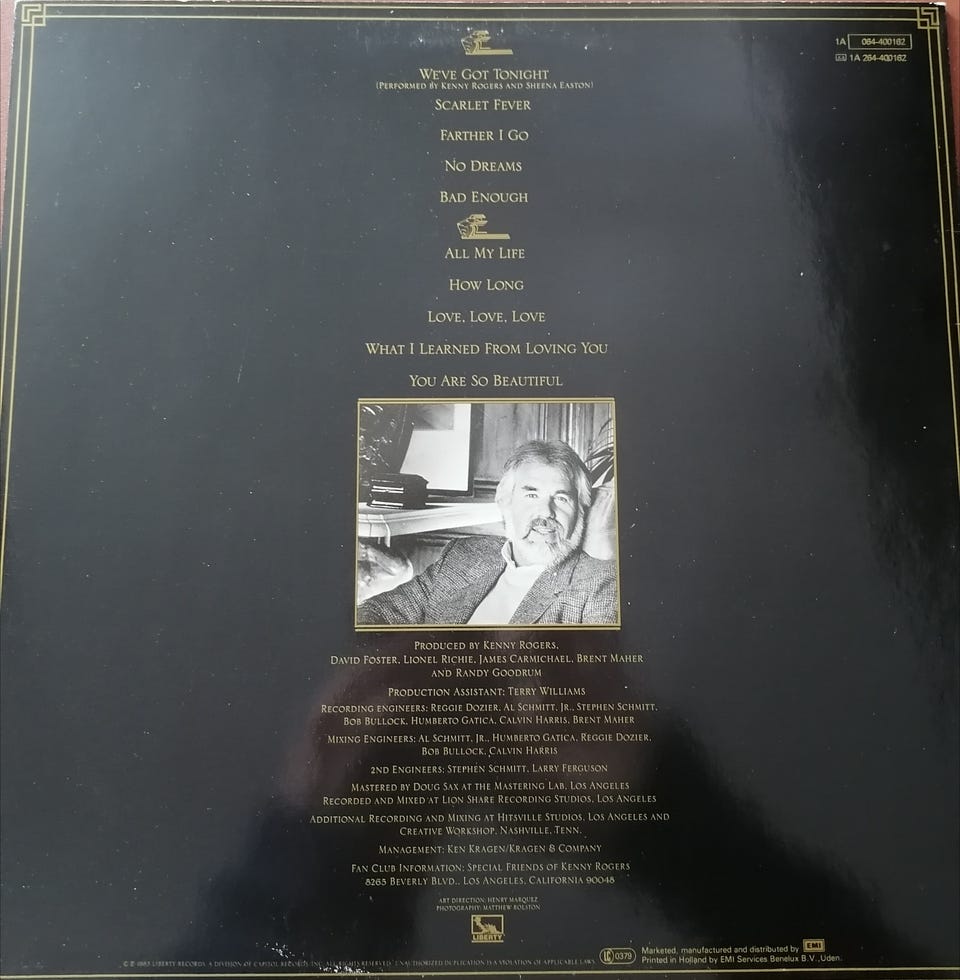 1A 064-400162
1A 264-400162
WE'VE GOT TONIGHT
(PERFORMED BY KENNY ROGERS AND SHEENA EASTON)
SCARLET FEVER
FARTHER I GO
NO DREAMS
BAD ENOUGH
ALL MY LIFE
HOW LONG
LOVE, LOVE, LOVE
WHAT I LEARNED FROM LOVING YOU
YOU ARE SO BEAUTIFUL
PRODUCED BY KENNY ROGERS,
DAVID FOSTER, LIONEL RICHIE, JAMES CARMICHAEL, BRENT MAHER
AND RANDY GOODRUM
PRODUCTION ASSISTANT: TERRY WILLIAMS
RECORDING ENGINEERS: REGGIE DOZIER, AL SCHMITT, JR., STEPHEN SCHMITT,
BOB BULLOCK, HUMBERTO GATICA, CALVIN HARRIS, BRENT MAHER
MIXING ENGINEERS: AL SCHMITT, JR., HUMBERTO GATICA, REGGIE DOZIER,
BOB BULLOCK, CALVIN HARRIS
2ND ENGINEERS: STEPHEN SCHMITT, LARRY FERGUSON
MASTERED BY DOUG SAX AT THE MASTERING LAB, LOS ANGELES
RECORDED AND MIXED AT LION SHARE RECORDING STUDIOS, LOS ANGELES
ADDITIONAL RECORDING AND MIXING AT HITSVILLE STUDIOS, LOS ANGELES AND
CREATIVE WORKSHOP, NASHVILLE, TENN.
MANAGEMENT: KEN KRAGEN/KRAGEN & COMPANY
FAN CLUB INFORMATION: SPECIAL FRIENDS OF KENNY ROGERS
8265 BEVERLY BLVD., LOS ANGELES, CALIFORNIA 90048
ART DIRECTION: HENRY MARQUEZ
PHOTOGRAPHY: MATTHEW ROLSTON
LIBERTY
© ℗ 1983 LIBERTY RECORDS, A DIVISION OF CAPITOL RECORDS, INC. ALL RIGHTS RESERVED. UNAUTHORIZED DUPLICATION IS A VIOLATION OF APPLICABLE LAWS.
LC 0379
Marketed, manufactured and distributed by EMI
Printed in Holland by EMI Services Benelux B.V., Uden.